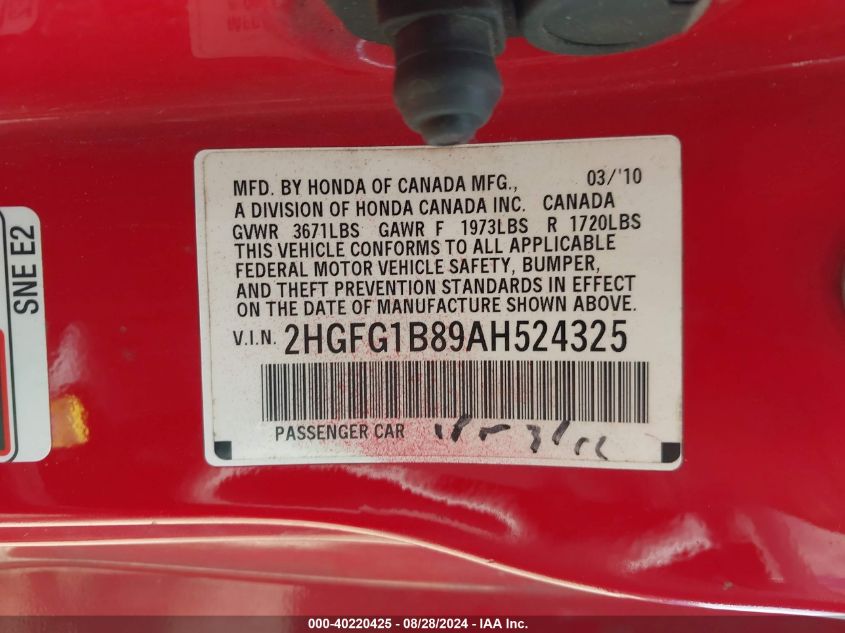 MFD. BY HONDA OF CANADA MFG., 03/'10
A DIVISION OF HONDA CANADA INC. CANADA
GVWR 3671LBS GAWR F 1973LBS R 1720LBS
THIS VEHICLE CONFORMS TO ALL APPLICABLE
FEDERAL MOTOR VEHICLE SAFETY, BUMPER,
AND THEFT PREVENTION STANDARDS IN EFFECT
ON THE DATE OF MANUFACTURE SHOWN ABOVE.
V.I.N. 2HGFG1B89AH524325
PASSENGER CAR
SNE E2
000-40220425 - 08/28/2024 - IAA Inc.